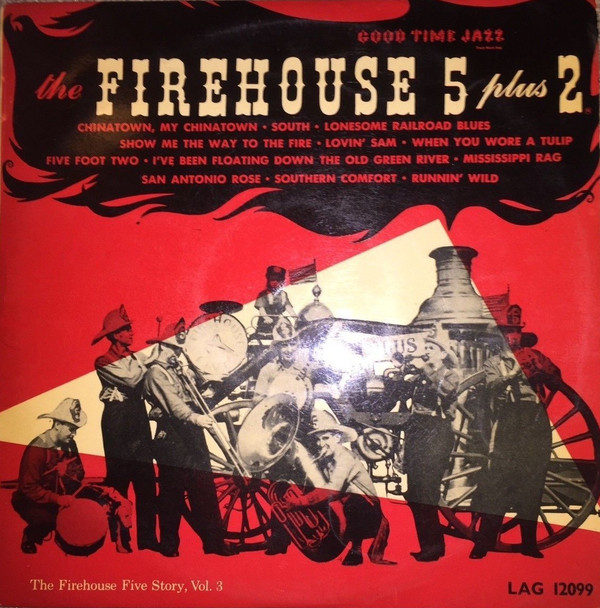 GOOD TIME JAZZ
the FIREHOUSE 5 plus 2
CHINATOWN, MY CHINATOWN • SOUTH • LONESOME RAILROAD BLUES
SHOW ME THE WAY TO THE FIRE • LOVIN' SAM • WHEN YOU WORE A TULIP
FIVE FOOT TWO • I'VE BEEN FLOATING DOWN THE OLD GREEN RIVER • MISSISSIPPI RAG
SAN ANTONIO ROSE • SOUTHERN COMFORT • RUNNIN' WILD
The Firehouse Five Story, Vol. 3
LAG 12099